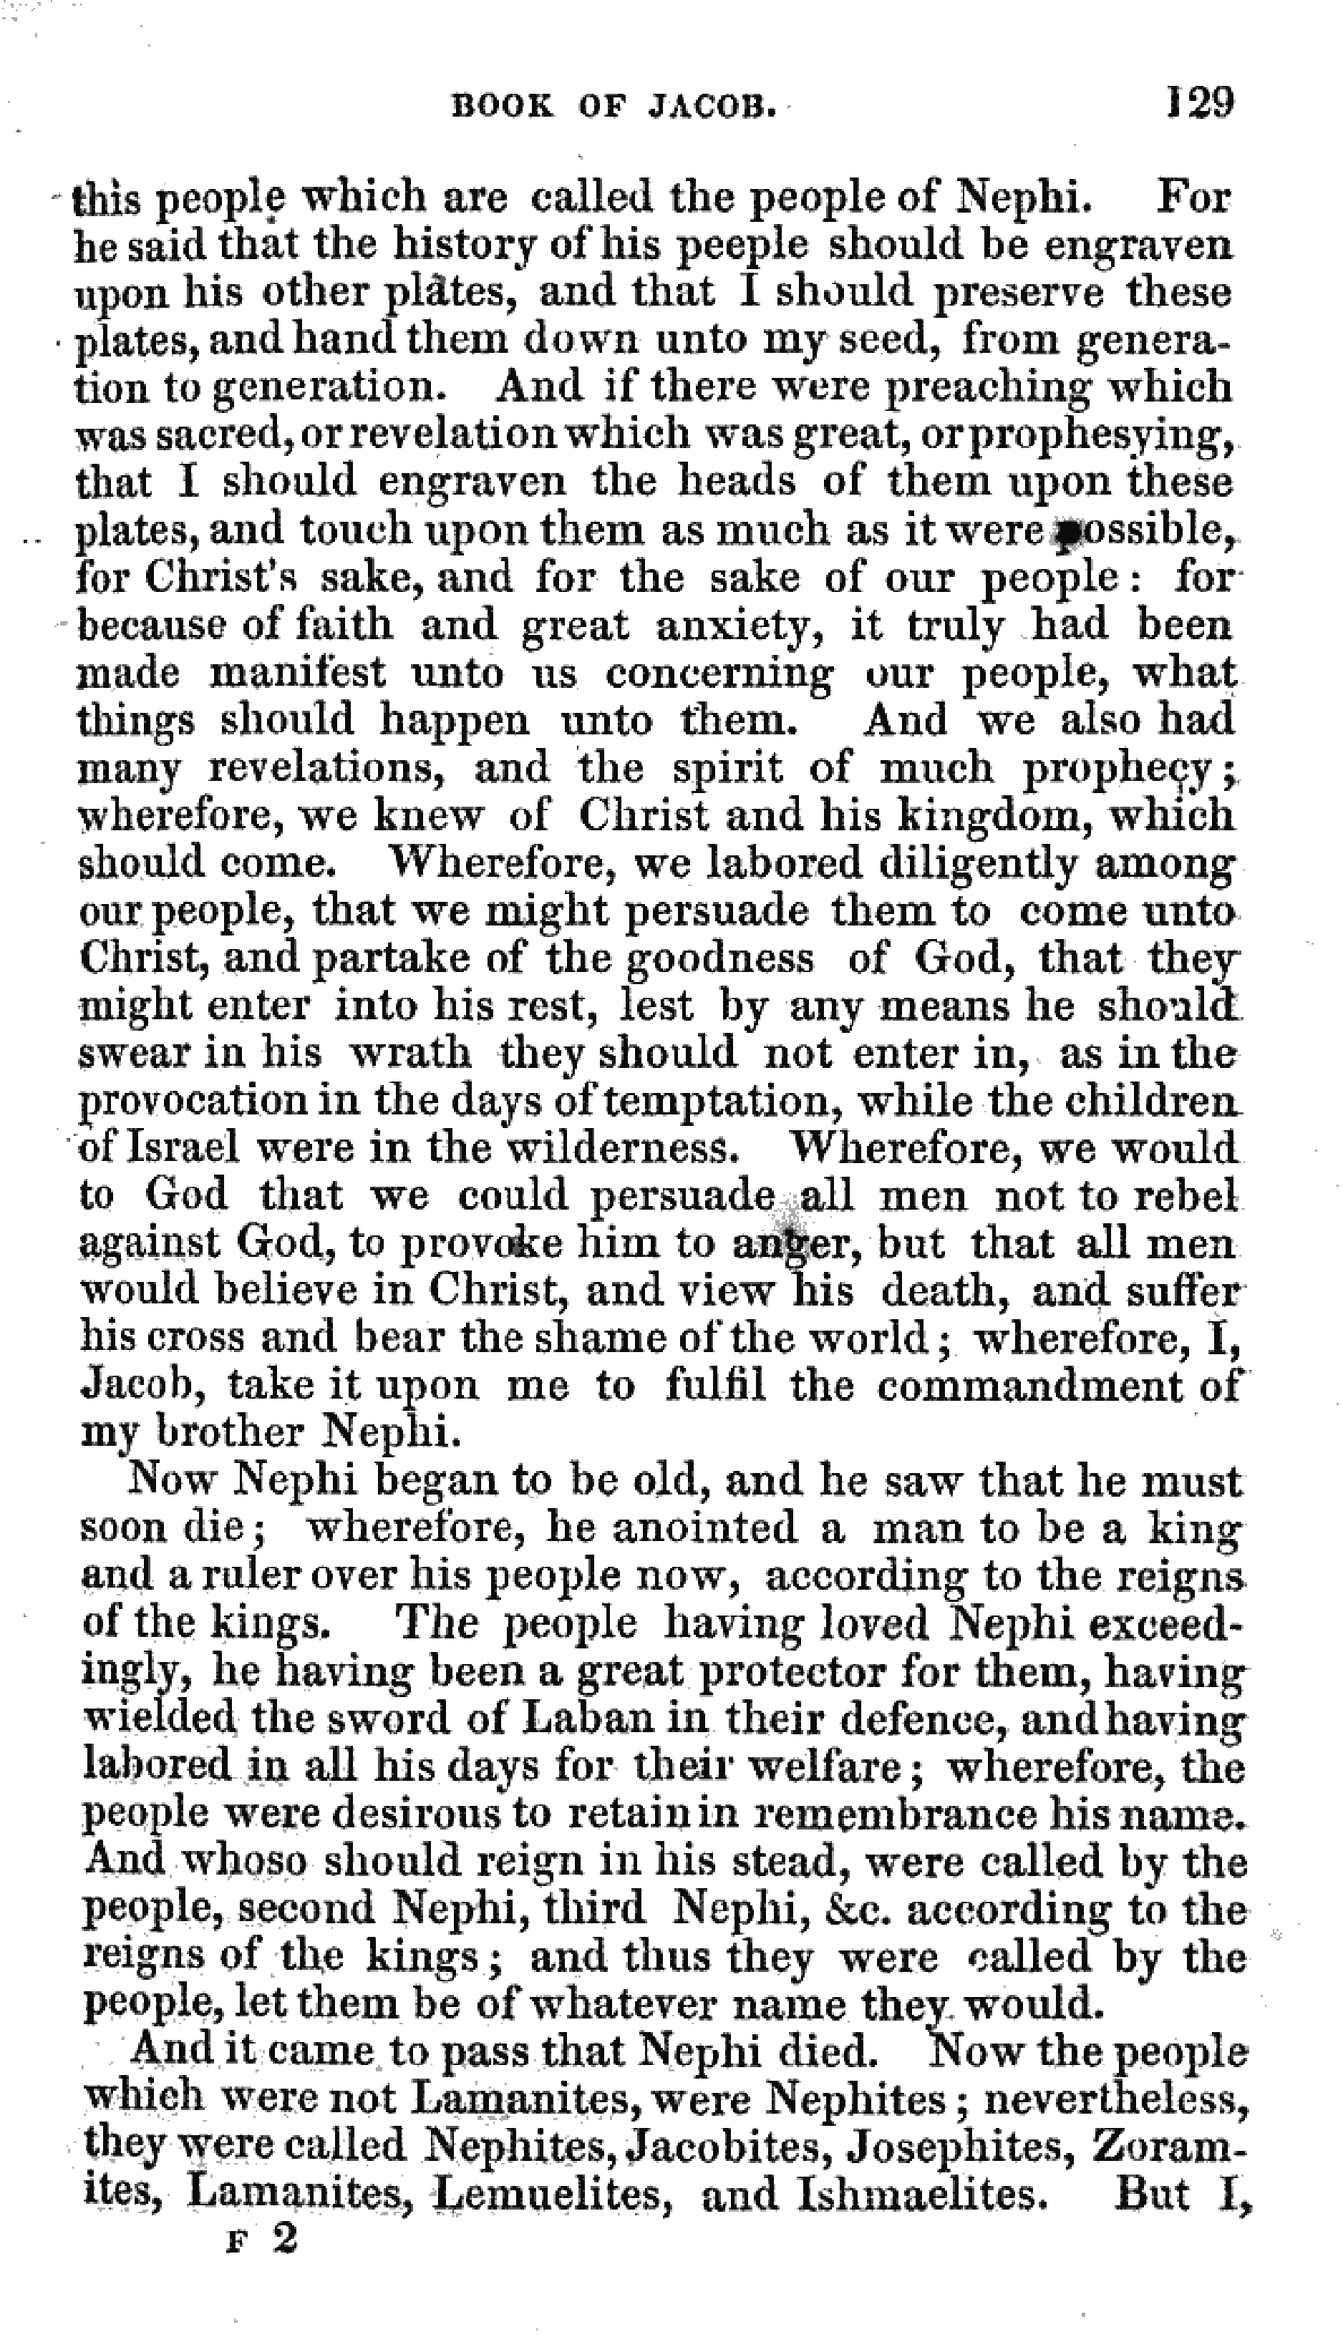 BOOK OF JACOB. 129
this people which are called the people of Nephi. For
he said that the history of his peeple should be engraven
upon his other plates, and that I should preserve these
plates, and hand them down unto my seed, from genera-
tion to generation. And if there were preaching which
was sacred, or revelation which was great, or prophesying,
that I should engraven the heads of them upon these
plates, and touch upon them as much as it were possible,
for Christ's sake, and for the sake of our people: for
because of faith and great anxiety, it truly had been
made manifest unto us concerning our people, what
things should happen unto them. And we also had
many revelations, and the spirit of much prophecy;
wherefore, we knew of Christ and his kingdom, which
should come. Wherefore, we labored diligently among
our people, that we might persuade them to come unto
Christ, and partake of the goodness of God, that they
might enter into his rest, lest by any means he should
swear in his wrath they should not enter in, as in the
provocation in the days of temptation, while the children
of Israel were in the wilderness. Wherefore, we would
to God that we could persuade all men not to rebel
against God, to provoke him to anger, but that all men
would believe in Christ, and view his death, and suffer
his cross and bear the shame of the world; wherefore, I,
Jacob, take it upon me to fulfil the commandment of
my brother Nephi.
Now Nephi began to be old, and he saw that he must
soon die; wherefore, he anointed a man to be a king
and a ruler over his people now, according to the reigns
of the kings. The people having loved Nephi exceed-
ingly, he having been a great protector for them, having
wielded the sword of Laban in their defence, and having
labored in all his days for their welfare; wherefore, the
people were desirous to retain in remembrance his name.
And whoso should reign in his stead, were called by the
people, second Nephi, third Nephi, &c. according to the
reigns of the kings; and thus they were called by the
people, let them be of whatever name they would.
And it came to pass that Nephi died. Now the people
which were not Lamanites, were Nephites; nevertheless,
they were called Nephites, Jacobites, Josephites, Zoram-
ites, Lamanites, Lemuelites, and Ishmaelites. But I,
F 2